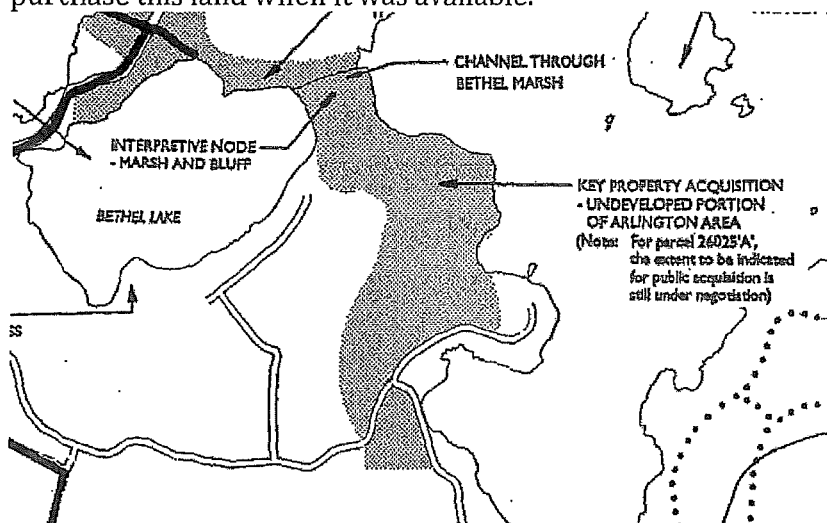 purchase this land when it was available.
CHANNEL THROUGH
BETHEL MARSH
INTERPRETIVE NODE
- MARSH AND BLUFF
BETHEL LAKE
KEY PROPERTY ACQUISITION
- UNDEVELOPED PORTION
OF ARLINGTON AREA
(Note: For parcel 26025'A',
the extent to be indicated
for public acquisition is
still under negotiation)
SS